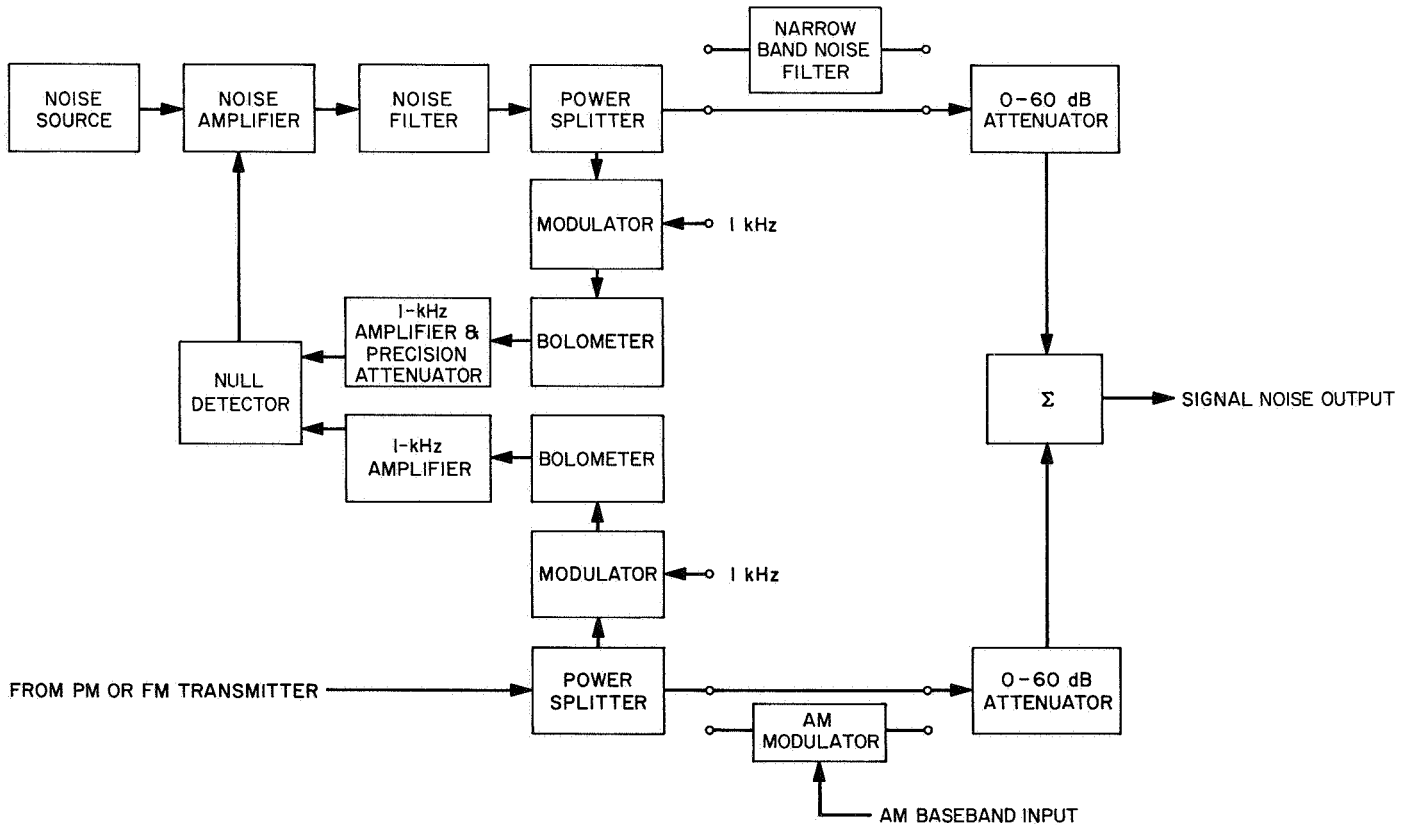 NARROW
BAND NOISE
FILTER
NOISE
SOURCE
NOISE
AMPLIFIER
NOISE
FILTER
POWER
SPLITTER
0-60 dB
ATTENUATOR
MODULATOR
1 kHz
1-kHz
AMPLIFIER &
PRECISION
ATTENUATOR
BOLOMETER
NULL
DETECTOR
Σ
SIGNAL NOISE OUTPUT
1-kHz
AMPLIFIER
BOLOMETER
MODULATOR
1 kHz
FROM PM OR FM TRANSMITTER
POWER
SPLITTER
0-60 dB
ATTENUATOR
AM
MODULATOR
AM BASEBAND INPUT